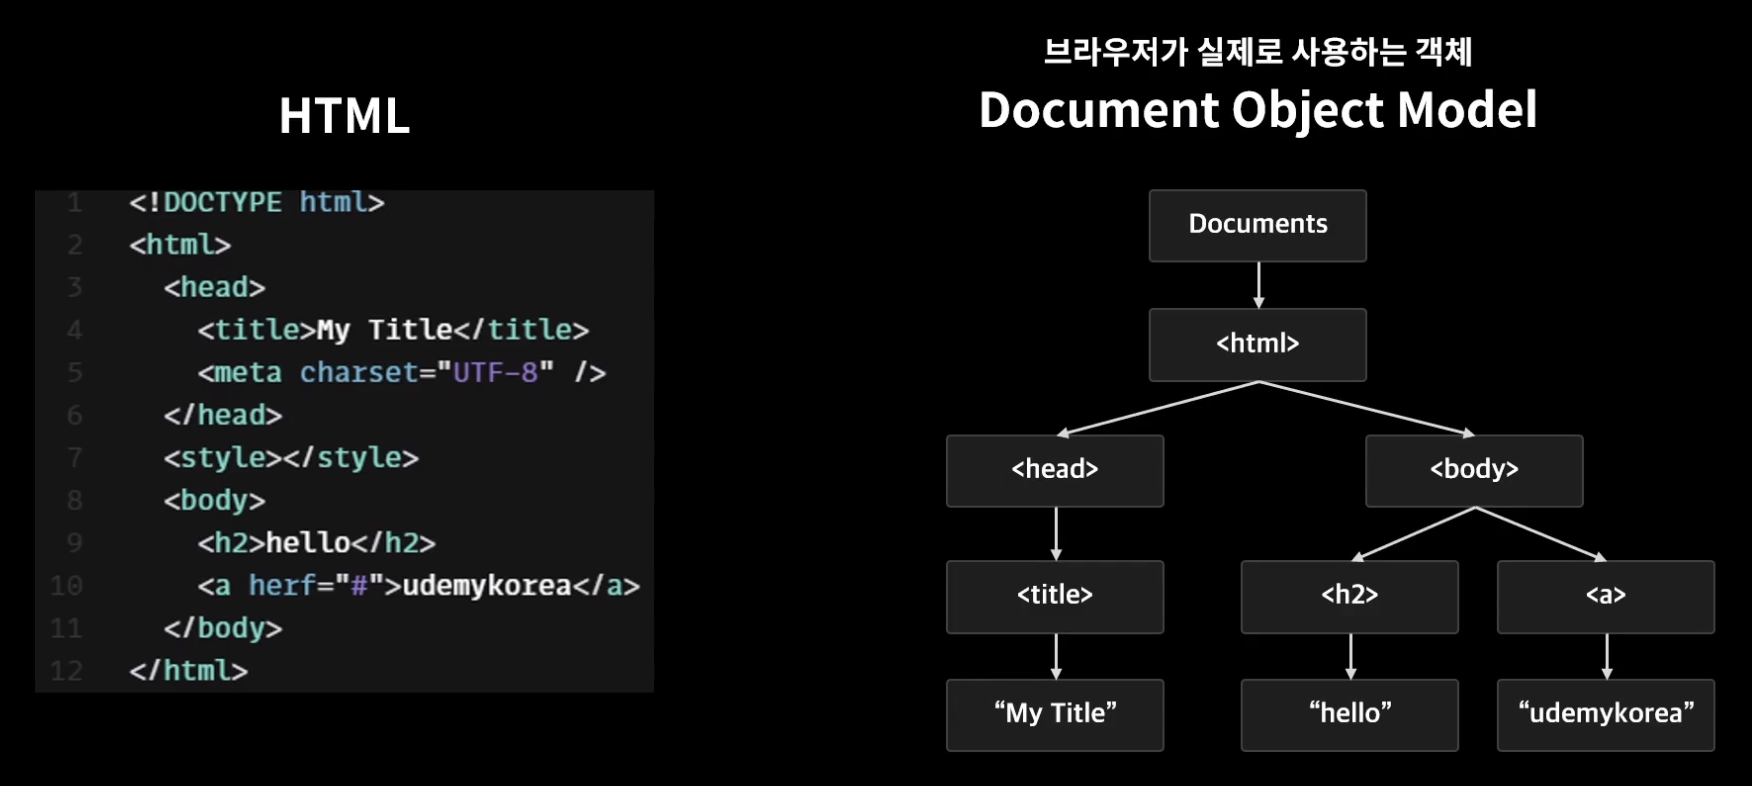 HTML
1 <!DOCTYPE html>
2 <html>
3 <head>
4 <title>My Title</title>
5 <meta charset="UTF-8" />
6 </head>
7 <style></style>
8 <body>
9 <h2>hello</h2>
10 <a herf="#">udemykorea</a>
11 </body>
12 </html>
브라우저가 실제로 사용하는 객체
Document Object Model
Documents
<html>
<head>
<body>
<title>
<h2>
<a>
“My Title”
“hello”
“udemykorea”